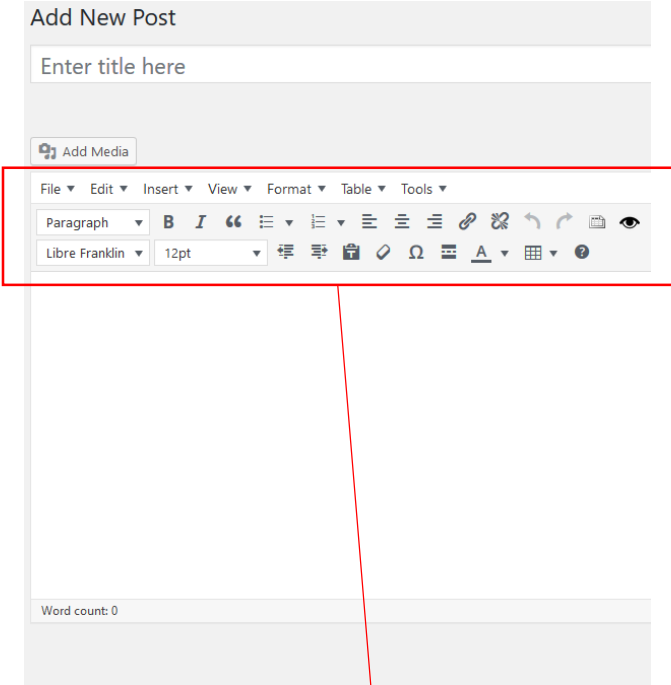 Add New Post
Enter title here
Add Media
File Edit Insert View Format Table Tools
Paragraph B I
Libre Franklin 12pt Ω A
Word count: 0